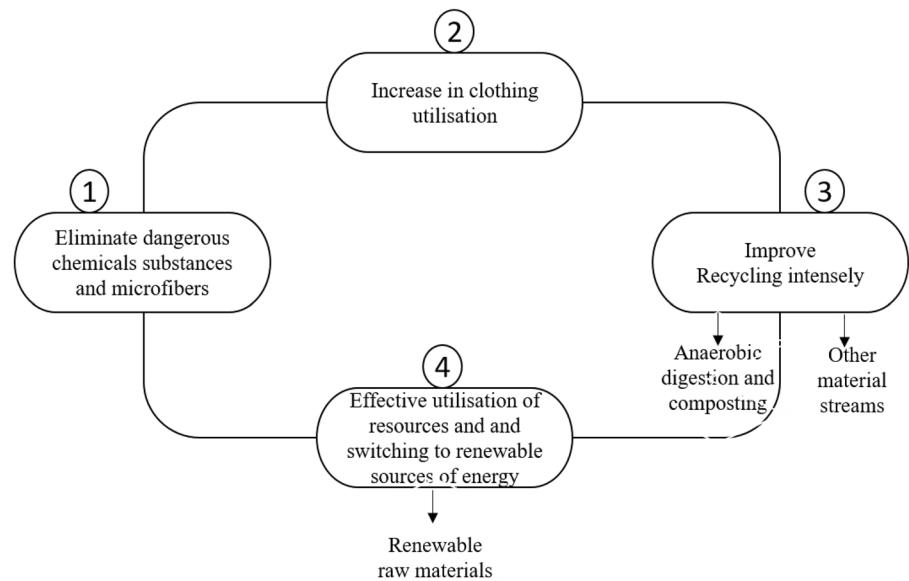 1
Eliminate dangerous
chemicals substances
and microfibers
2
Increase in clothing
utilisation
3
Improve
Recycling intensely
Anaerobic
digestion and
composting
Other
material
streams
4
Effective utilisation of
resources and and
switching to renewable
sources of energy
Renewable
raw materials